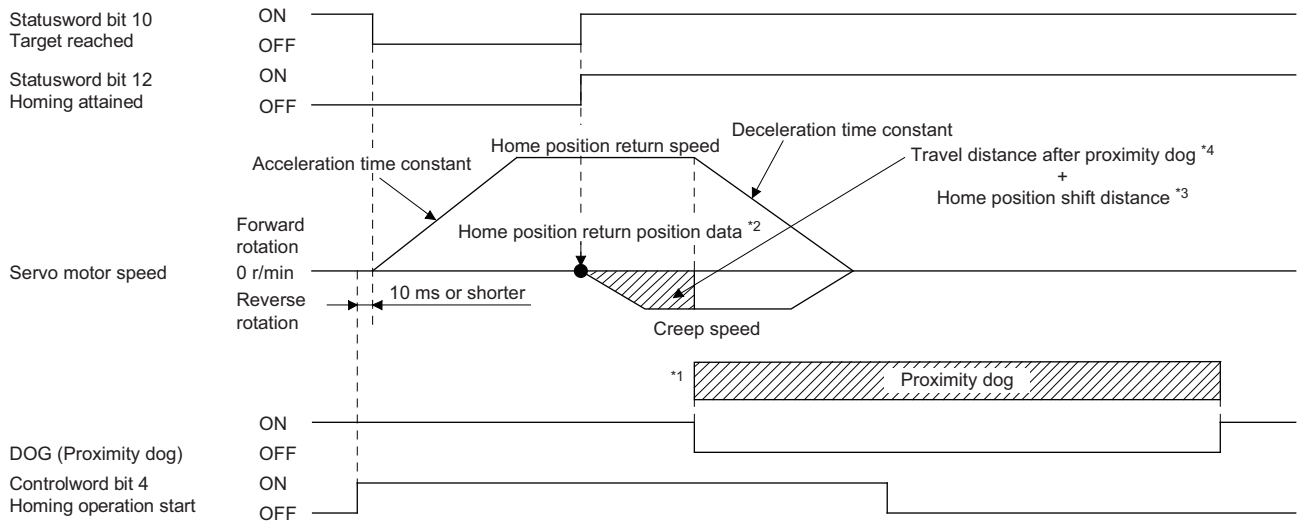 Statusword bit 10
Target reached
ON
OFF
Statusword bit 12
Homing attained
ON
OFF
Acceleration time constant
Home position return speed
Deceleration time constant
Travel distance after proximity dog *4
+
Home position shift distance *3
Home position return position data *2
Servo motor speed
Forward
rotation
0 r/min
Reverse
rotation
10 ms or shorter
Creep speed
*1
Proximity dog
DOG (Proximity dog)
ON
OFF
Controlword bit 4
Homing operation start
ON
OFF